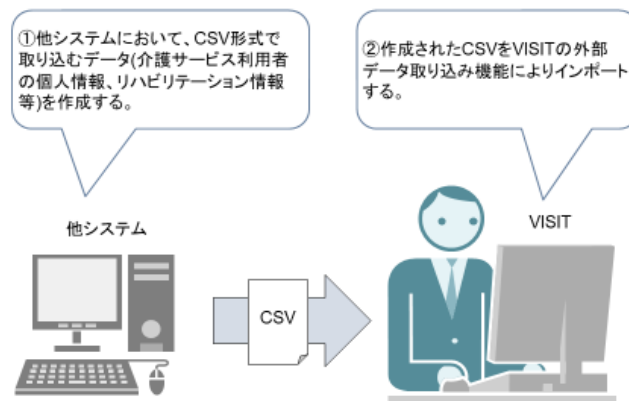 ①他システムにおいて、CSV形式で
取り込むデータ(介護サービス利用者
の個人情報、リハビリテーション情報
等)を作成する。
②作成されたCSVをVISITの外部
データ取り込み機能によりインポート
する。
他システム
VISIT
CSV